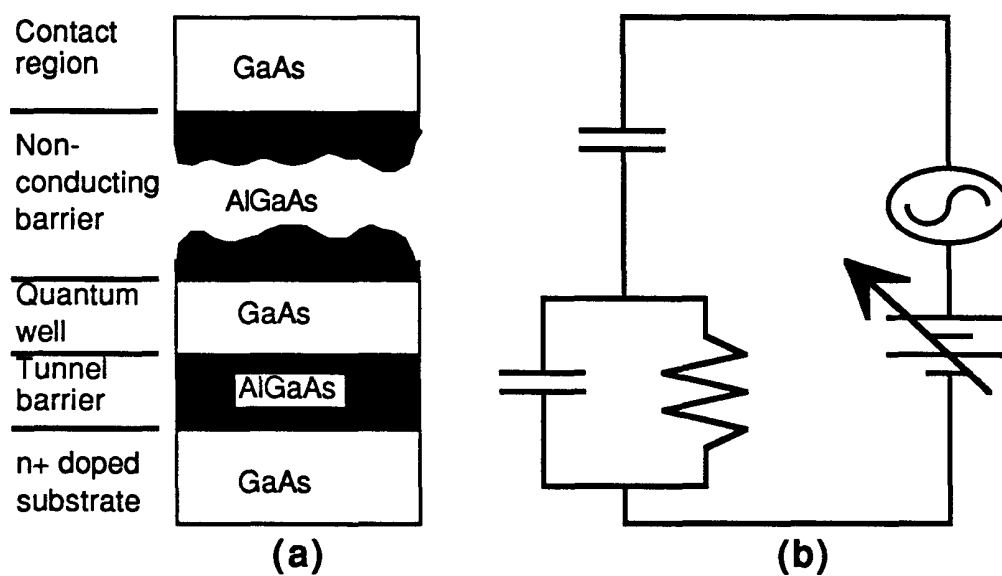 Contact
region
GaAs
Non-
conducting
barrier
AlGaAs
Quantum
well
GaAs
Tunnel
barrier
AlGaAs
n+ doped
substrate
GaAs
(a)
(b)